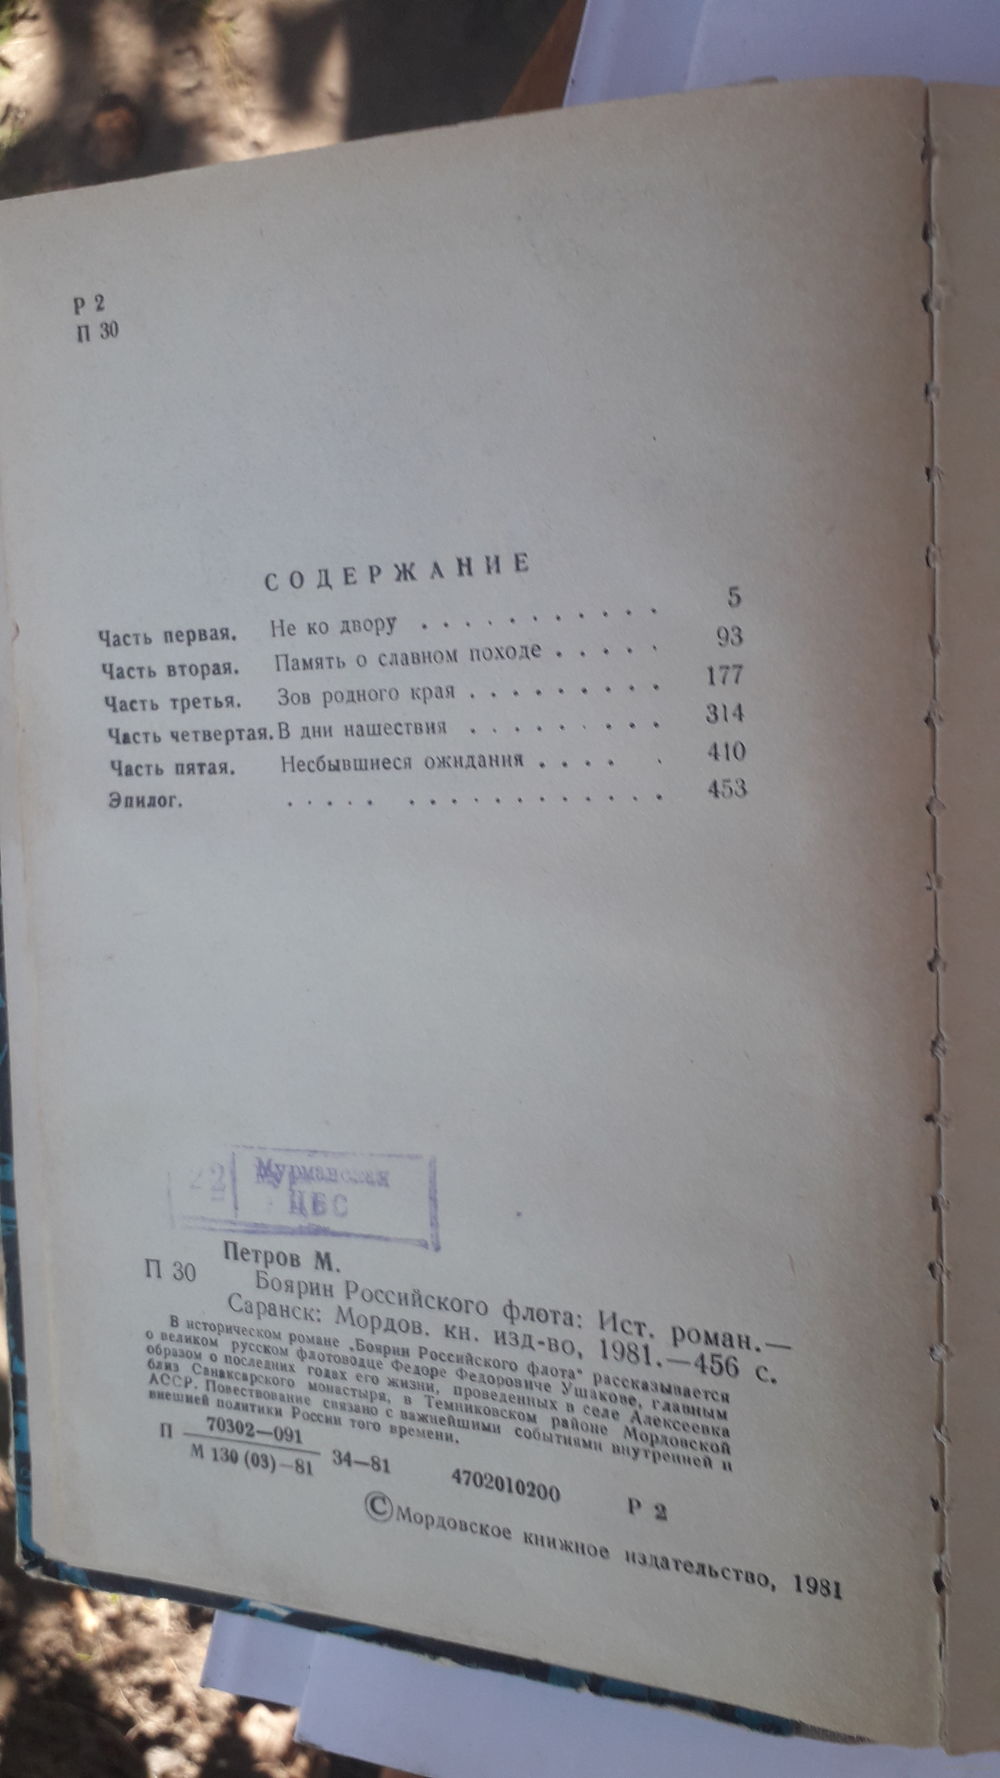 Р 2
П 30
СОДЕРЖАНИЕ
Часть первая. Не ко двору . . . . . . . . . . . 5
Часть вторая. Память о славном походе . . . . . 93
Часть третья. Зов родного края . . . . . . . . . 177
Часть четвертая. В дни нашествия . . . . . . . . . 314
Часть пятая. Несбывшиеся ожидания . . . . . 410
Эпилог. . . . . . . . . . . . . . . . . . 453
22 Мурманская
ЦБС
Петров М.
П 30 Боярин Российского флота: Ист. роман.—
Саранск: Мордов. кн. изд-во, 1981.—456 с.
В историческом романе „Боярин Российского флота“ рассказывается
о великом русском флотоводце Федоре Федоровиче Ушакове, главным
образом о последних годах его жизни, проведенных в селе Алексеевка
близ Санаксарского монастыря, в Темниковском районе Мордовской
АССР. Повествование связано с важнейшими событиями внутренней и
внешней политики России того времени.
П 70302—091
М 130 (03)—81 34—81 4702010200 Р 2
© Мордовское книжное издательство, 1981